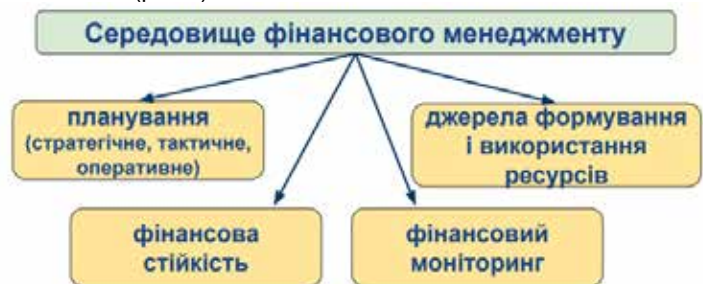 Середовище фінансового менеджменту
планування
(стратегічне, тактичне,
оперативне)
джерела формування
і використання
ресурсів
фінансова
стійкість
фінансовий
моніторинг